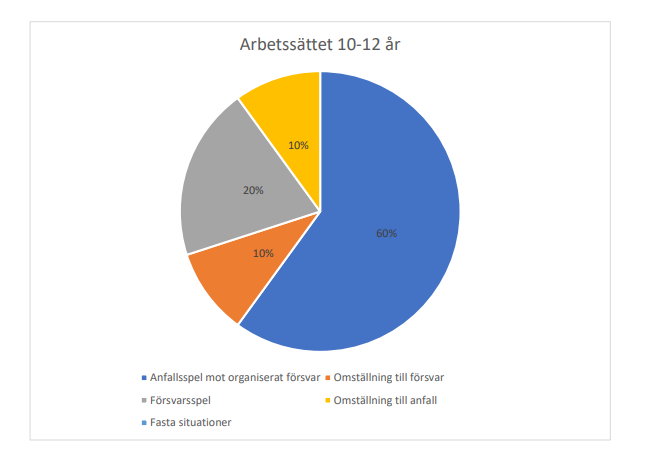 Arbetssättet 10-12 år
10%
20%
60%
10%
Anfallsspel mot organiserat försvar Omställning till försvar
Försvarsspel Omställning till anfall
Fasta situationer